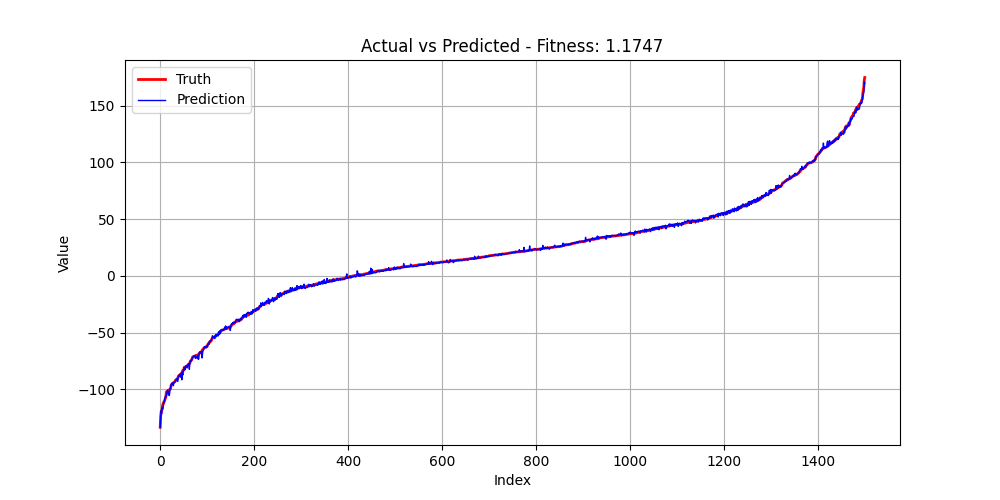 Actual vs Predicted - Fitness: 1.1747
Truth
Prediction
150
100
50
0
−50
−100
Value
0 200 400 600 800 1000 1200 1400
Index